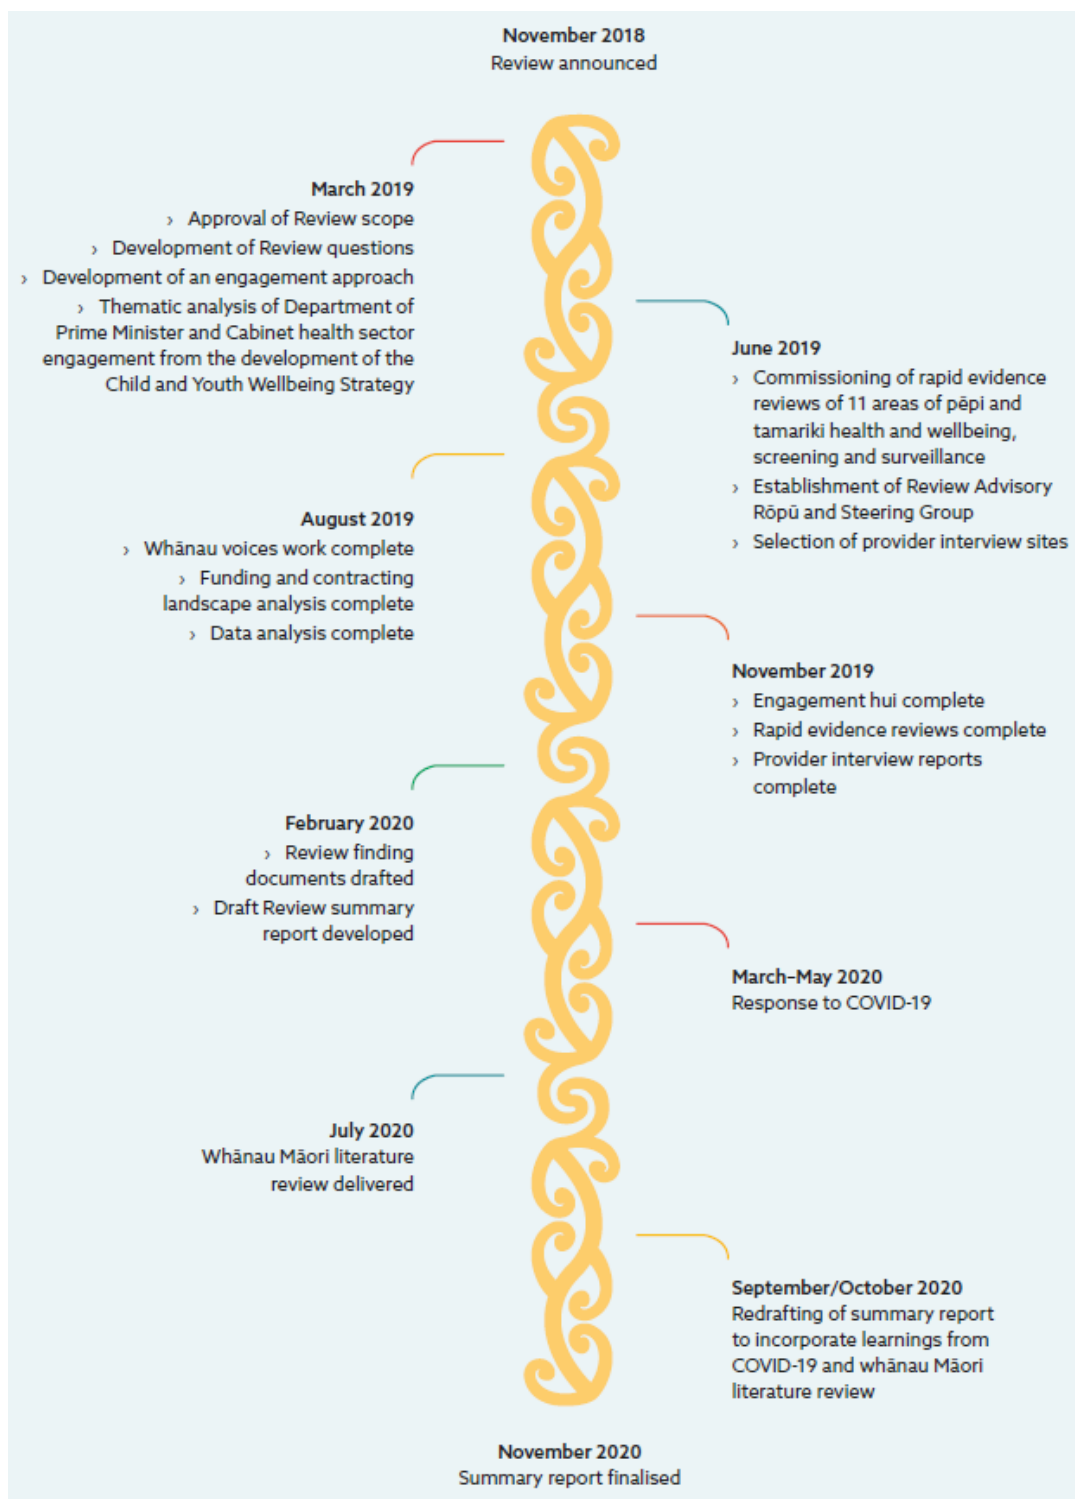 November 2018
Review announced
March 2019
› Approval of Review scope
› Development of Review questions
› Development of an engagement approach
› Thematic analysis of Department of
Prime Minister and Cabinet health sector
engagement from the development of the
Child and Youth Wellbeing Strategy
June 2019
› Commissioning of rapid evidence
reviews of 11 areas of pēpi and
tamariki health and wellbeing,
screening and surveillance
› Establishment of Review Advisory
Rōpū and Steering Group
› Selection of provider interview sites
August 2019
› Whānau voices work complete
› Funding and contracting
landscape analysis complete
› Data analysis complete
November 2019
› Engagement hui complete
› Rapid evidence reviews complete
› Provider interview reports
complete
February 2020
› Review finding
documents drafted
› Draft Review summary
report developed
March–May 2020
Response to COVID-19
July 2020
Whānau Māori literature
review delivered
September/October 2020
Redrafting of summary report
to incorporate learnings from
COVID-19 and whānau Māori
literature review
November 2020
Summary report finalised